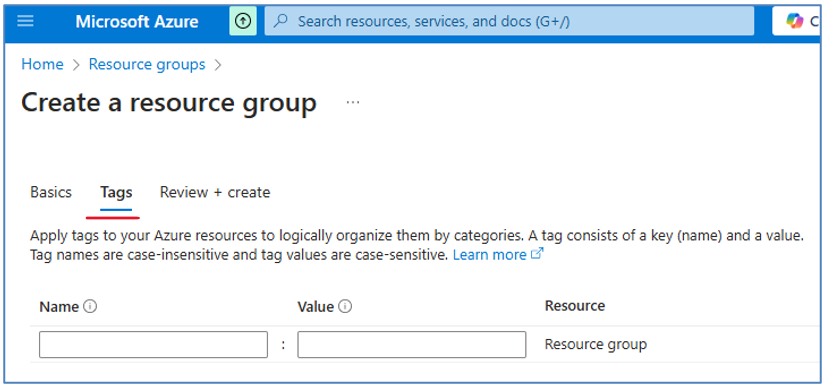 Microsoft Azure
Search resources, services, and docs (G+/)
C
Home > Resource groups >
Create a resource group ...
Basics Tags Review + create
Apply tags to your Azure resources to logically organize them by categories. A tag consists of a key (name) and a value.
Tag names are case-insensitive and tag values are case-sensitive. Learn more
Name Value Resource
: Resource group